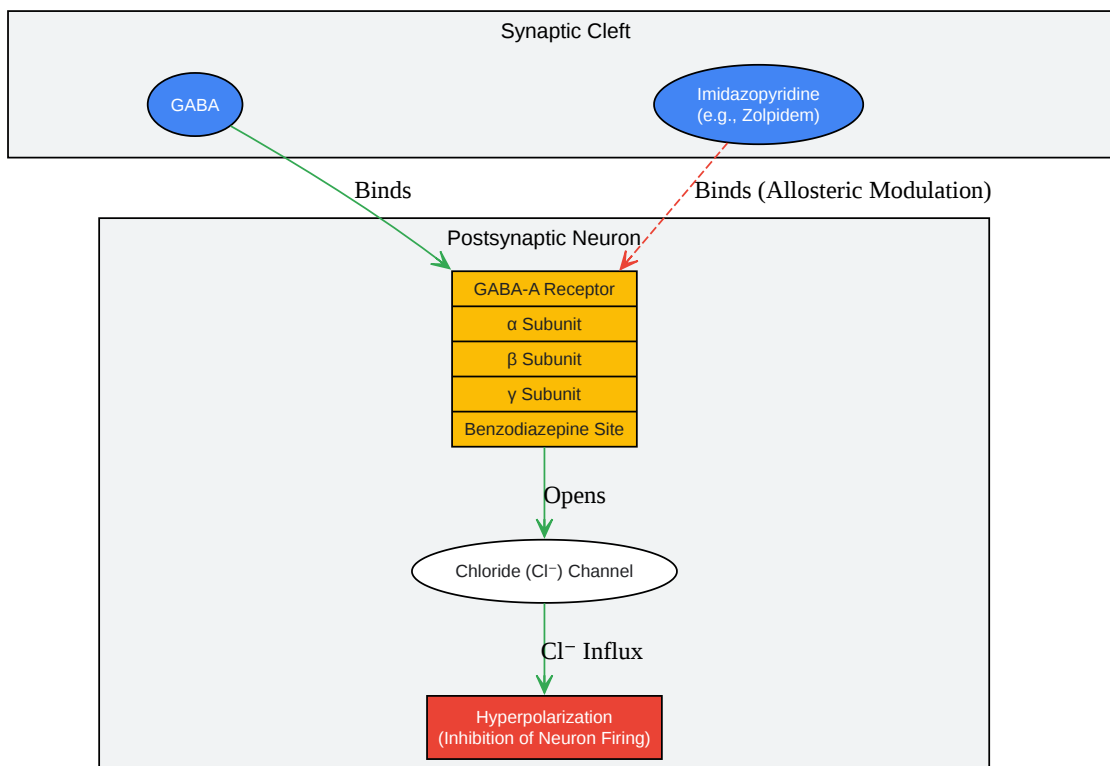 Synaptic Cleft
GABA
Imidazopyridine
(e.g., Zolpidem)
Binds
Binds (Allosteric Modulation)
Postsynaptic Neuron
GABA-A Receptor
α Subunit
β Subunit
γ Subunit
Benzodiazepine Site
Opens
Chloride (Cl⁻) Channel
Cl⁻ Influx
Hyperpolarization
(Inhibition of Neuron Firing)